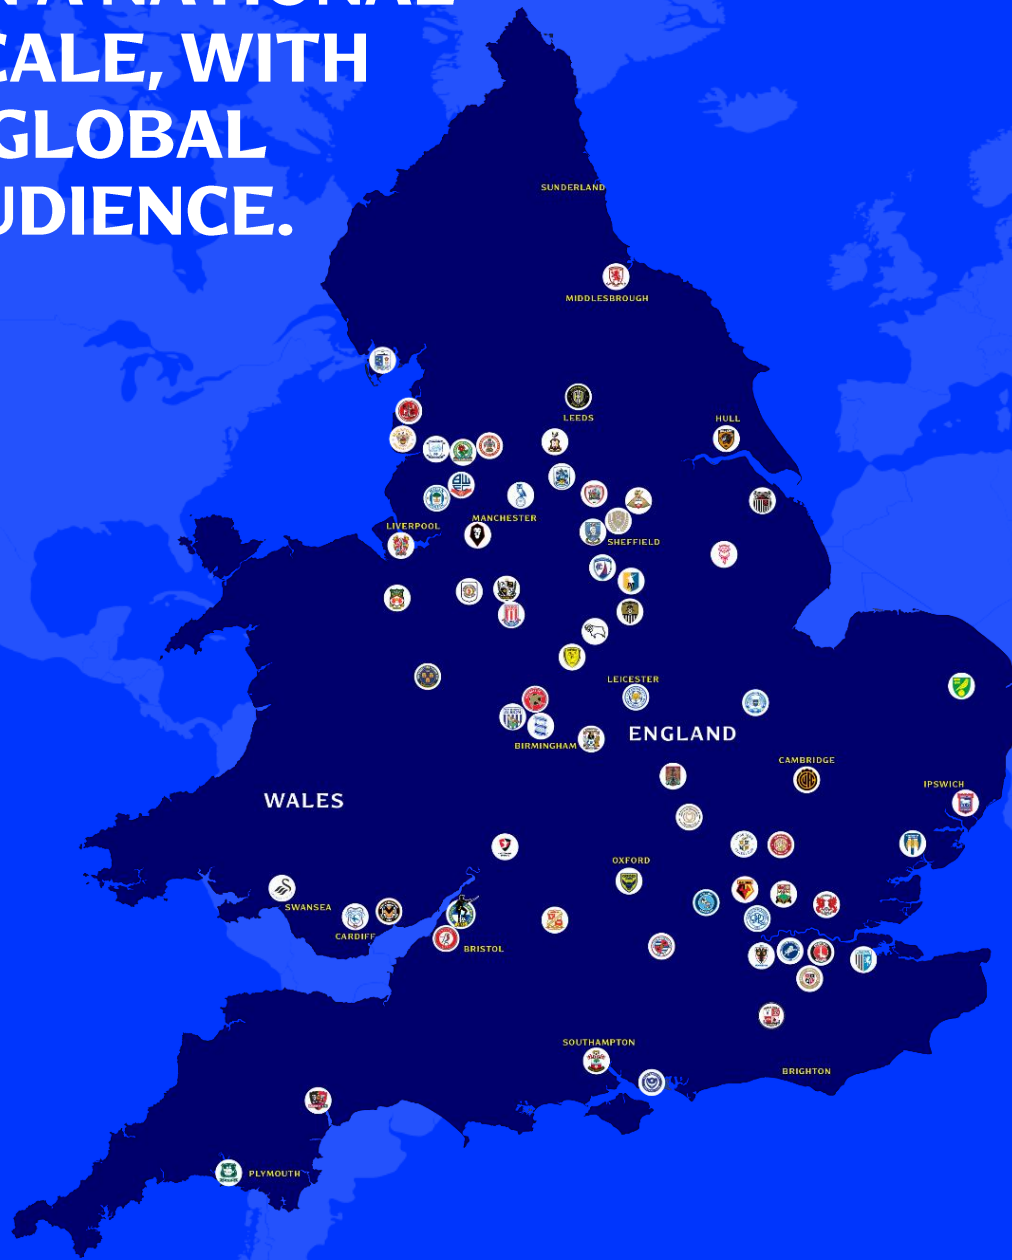 N A NATIONAL
CALE, WITH
GLOBAL
UDIENCE.
SUNDERLAND
MIDDLESBROUGH
LEEDS
HULL
MANCHESTER
LIVERPOOL
SHEFFIELD
LEICESTER
ENGLAND
BIRMINGHAM
CAMBRIDGE
IPSWICH
WALES
OXFORD
SWANSEA
CARDIFF
BRISTOL
SOUTHAMPTON
BRIGHTON
PLYMOUTH